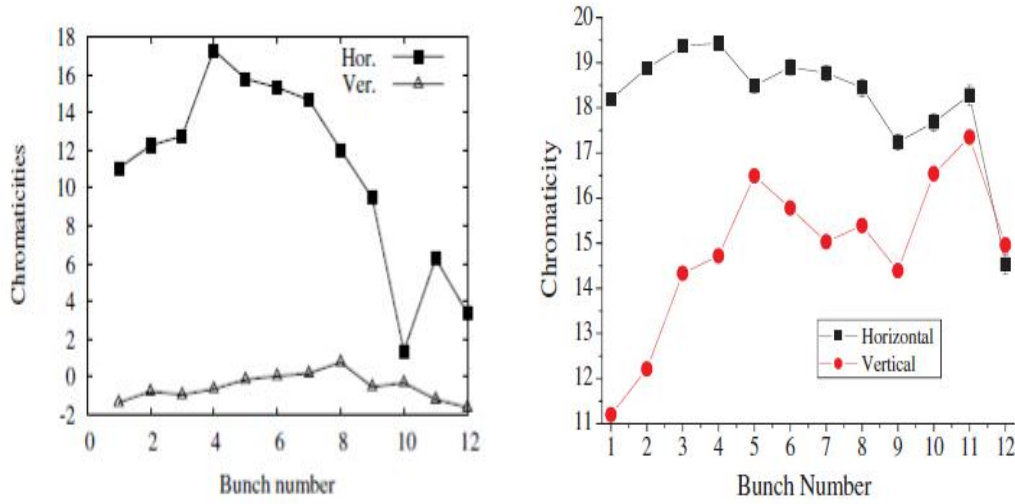 Chromaticities
18
16
14
12
10
8
6
4
2
0
-2
Hor.
Ver.
0 2 4 6 8 10 12
Bunch number
Chromaticity
20
19
18
17
16
15
14
13
12
11
Horizontal
Vertical
1 2 3 4 5 6 7 8 9 10 11 12
Bunch Number